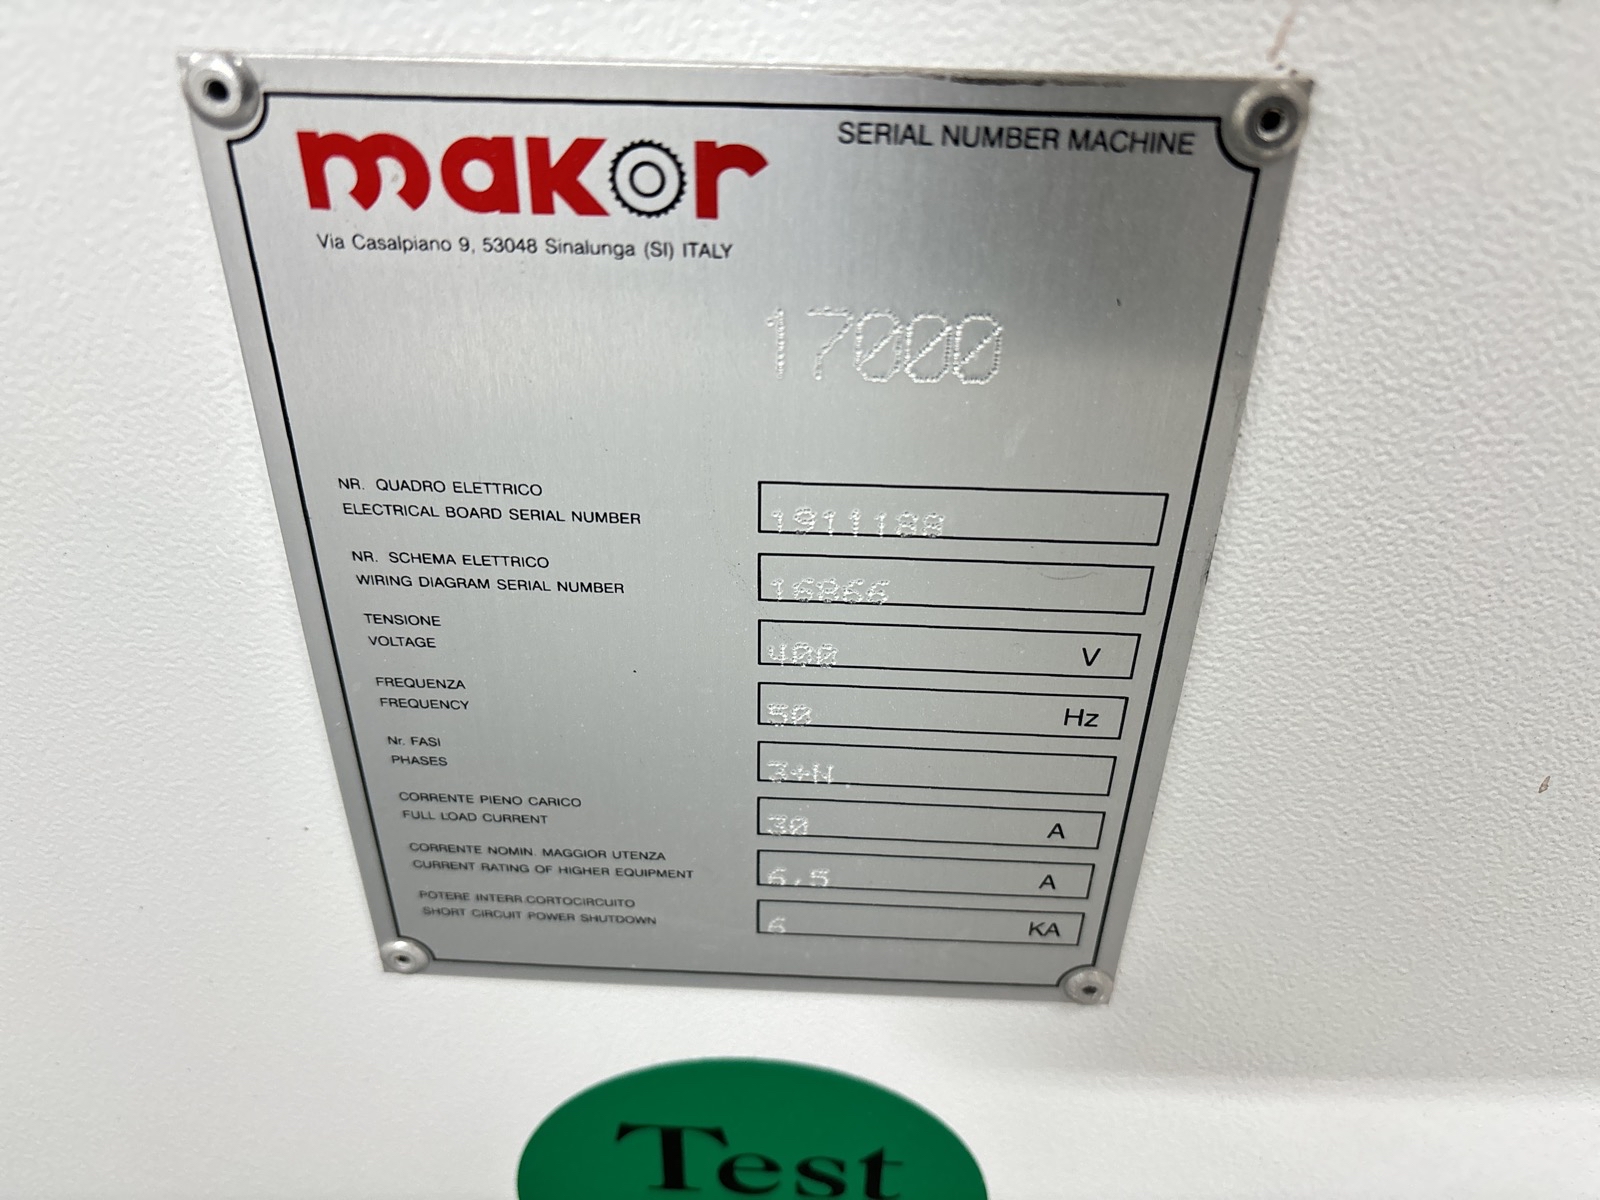 makor
SERIAL NUMBER MACHINE
Via Casalpiano 9, 53048 Sinalunga (SI) ITALY
17000
NR. QUADRO ELETTRICO
ELECTRICAL BOARD SERIAL NUMBER
1911188
NR. SCHEMA ELETTRICO
WIRING DIAGRAM SERIAL NUMBER
16866
TENSIONE
VOLTAGE
400 V
FREQUENZA
FREQUENCY
50 Hz
Nr. FASI
PHASES
3+N
CORRENTE PIENO CARICO
FULL LOAD CURRENT
30 A
CORRENTE NOMIN. MAGGIOR UTENZA
CURRENT RATING OF HIGHER EQUIPMENT
6,5 A
POTERE INTERR.CORTOCIRCUITO
SHORT CIRCUIT POWER SHUTDOWN
6 KA
Test